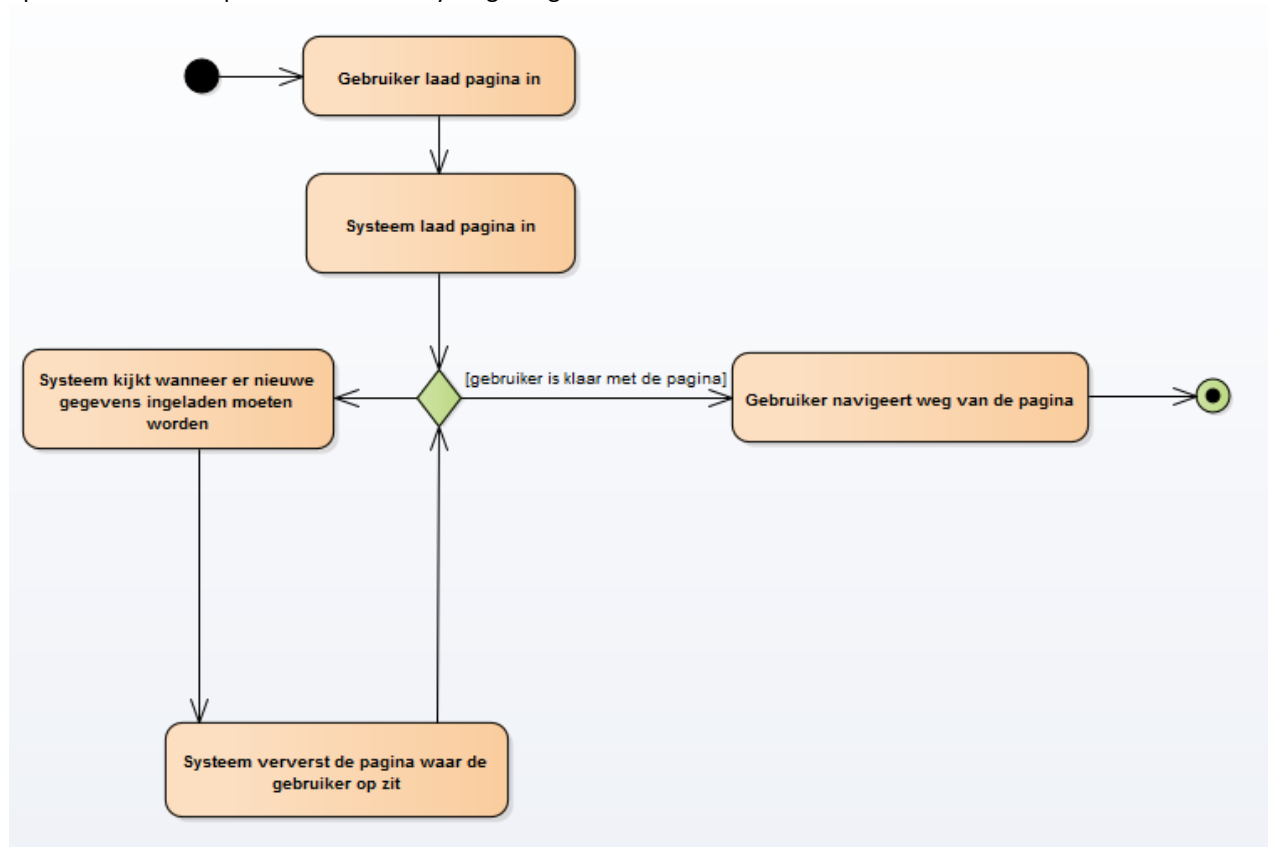 Gebruiker laad pagina in
Systeem laad pagina in
Systeem kijkt wanneer er nieuwe
gegevens ingeladen moeten
worden
[gebruiker is klaar met de pagina]
Gebruiker navigeert weg van de pagina
Systeem ververst de pagina waar de
gebruiker op zit